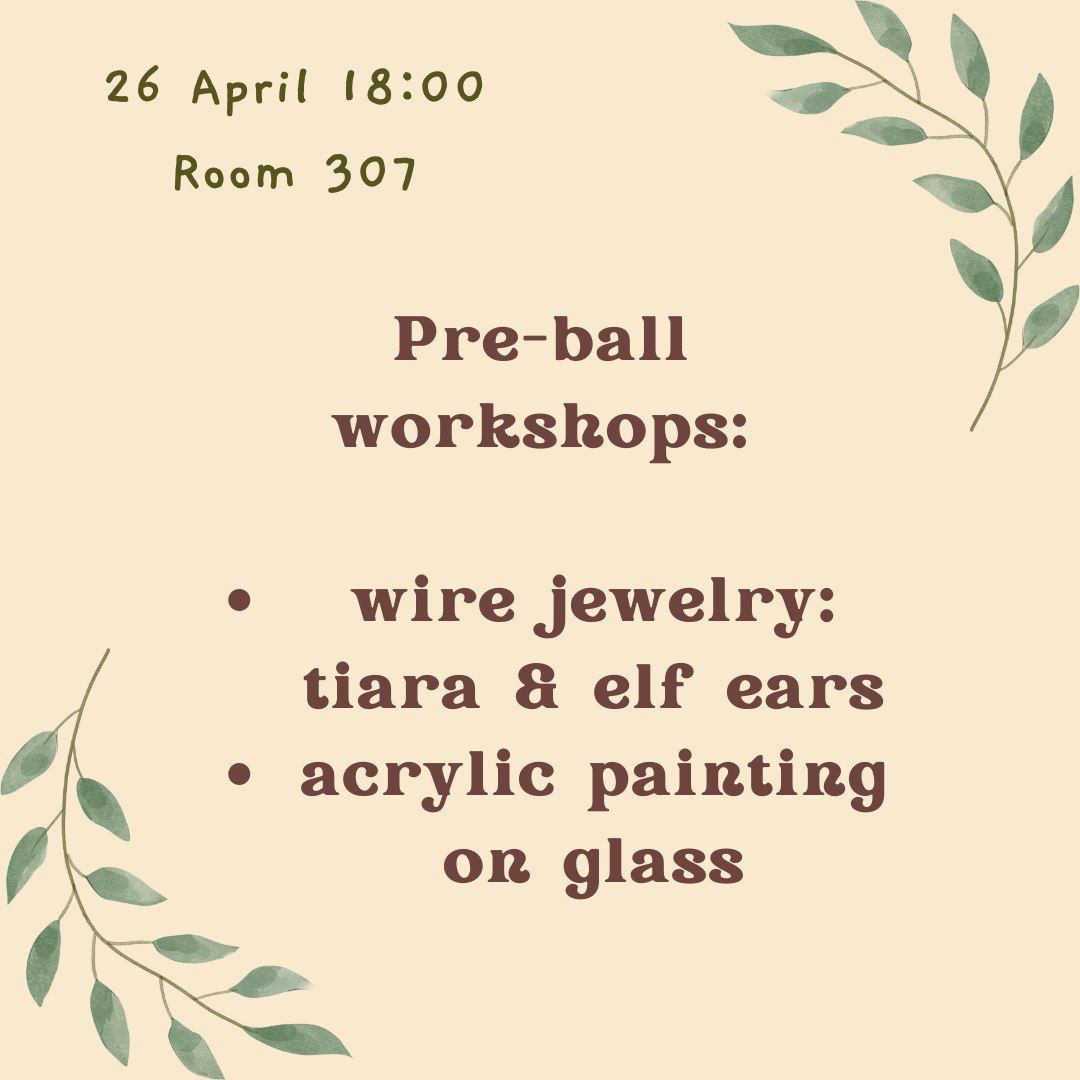 26 April 18:00
Room 307
Pre-ball
workshops:
• wire jewelry:
tiara & elf ears
• acrylic painting
on glass